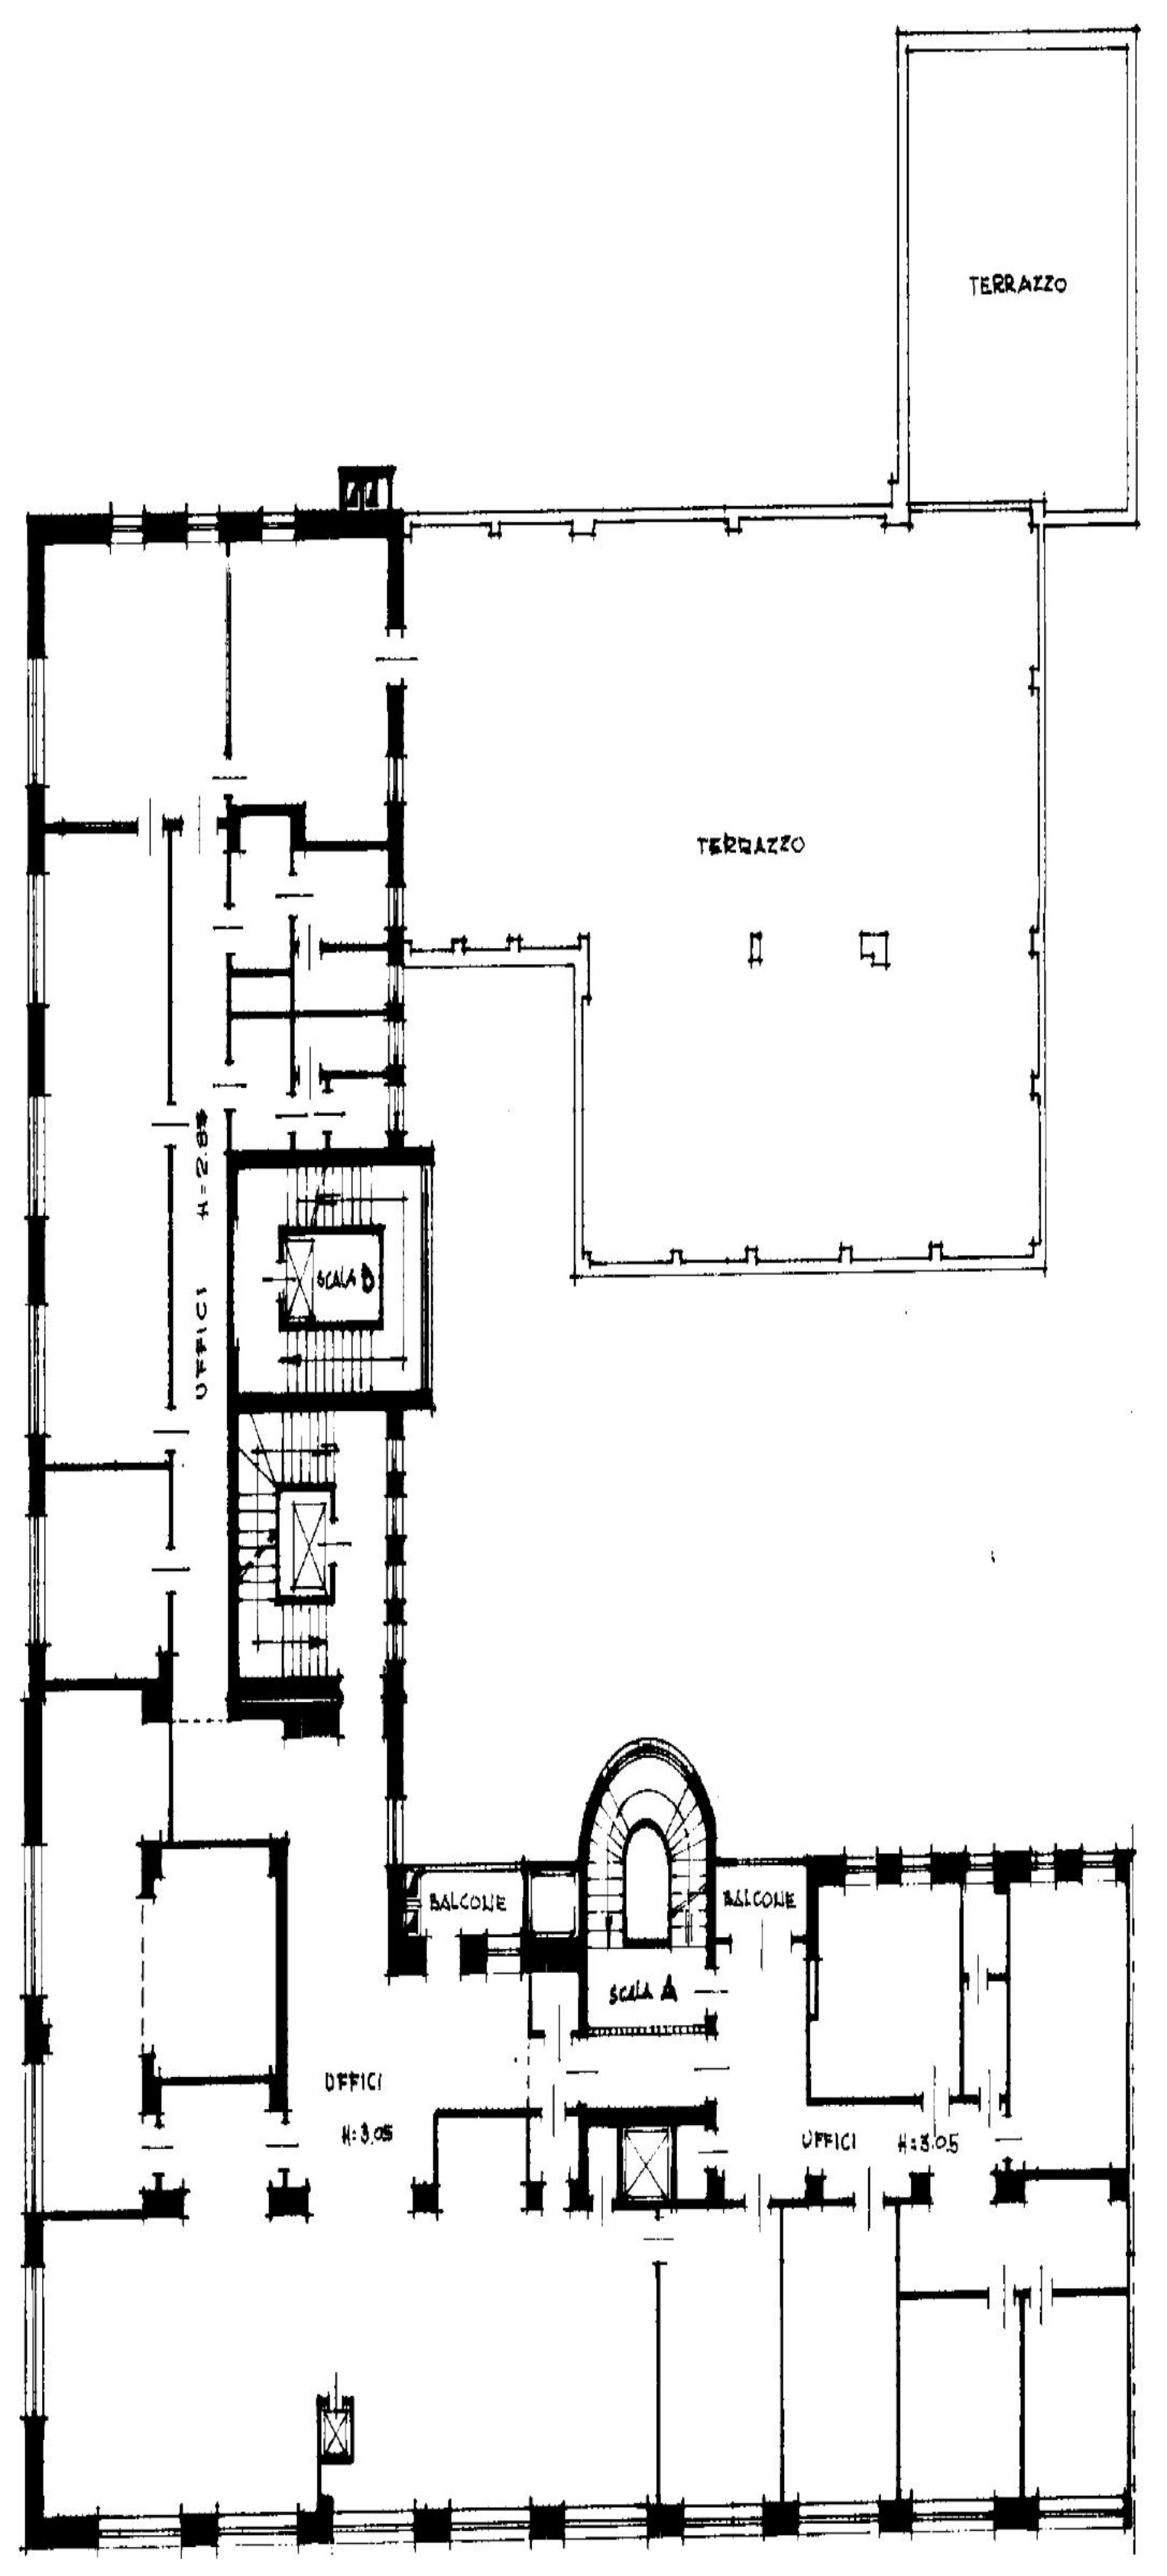 TERRAZZO
TERRAZZO
UFFICI H=2.85
SCALA B
BALCONE
BALCONE
SCALA A
UFFICI
H=3.05
UFFICI H=3.05